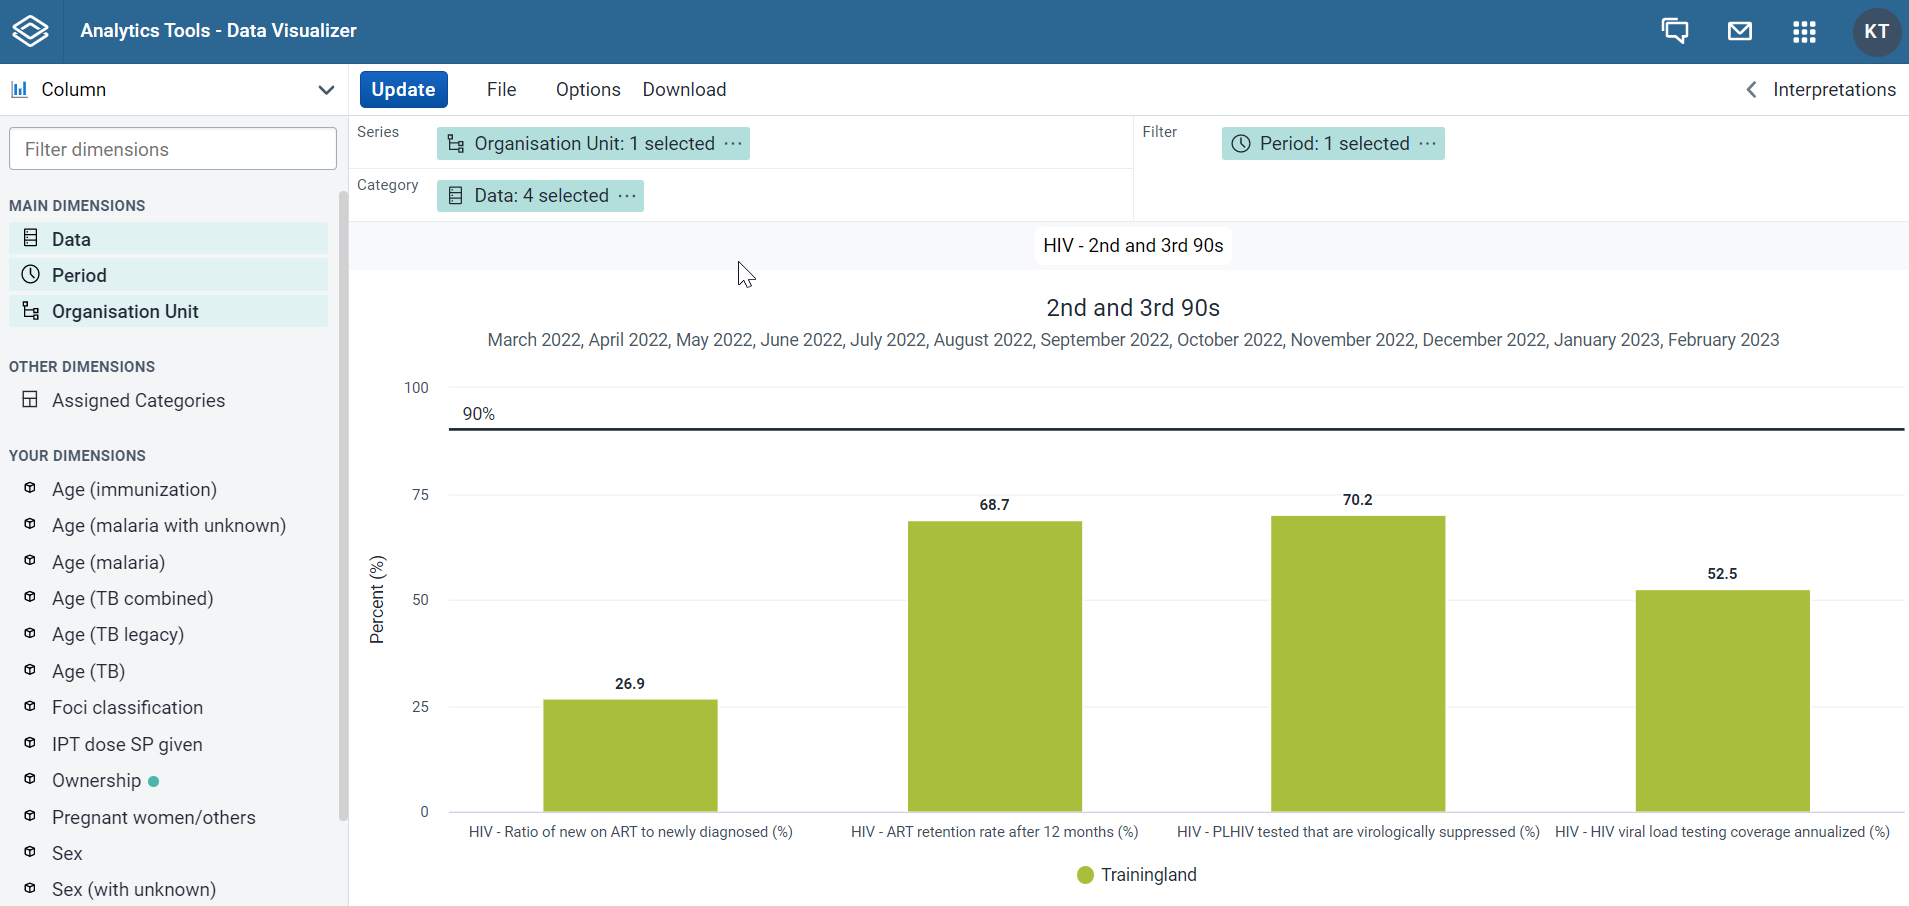 Analytics Tools - Data Visualizer
KT
Column
Update
File
Options
Download
Interpretations
Filter dimensions
MAIN DIMENSIONS
Data
Period
Organisation Unit
OTHER DIMENSIONS
Assigned Categories
YOUR DIMENSIONS
Age (immunization)
Age (malaria with unknown)
Age (malaria)
Age (TB combined)
Age (TB legacy)
Age (TB)
Foci classification
IPT dose SP given
Ownership
Pregnant women/others
Sex
Sex (with unknown)
Series
Organisation Unit: 1 selected ...
Category
Data: 4 selected ...
Filter
Period: 1 selected ...
HIV - 2nd and 3rd 90s
2nd and 3rd 90s
March 2022, April 2022, May 2022, June 2022, July 2022, August 2022, September 2022, October 2022, November 2022, December 2022, January 2023, February 2023
Percent (%)
100
90%
75
50
25
0
26.9
68.7
70.2
52.5
HIV - Ratio of new on ART to newly diagnosed (%)
HIV - ART retention rate after 12 months (%)
HIV - PLHIV tested that are virologically suppressed (%)
HIV - HIV viral load testing coverage annualized (%)
Trainingland